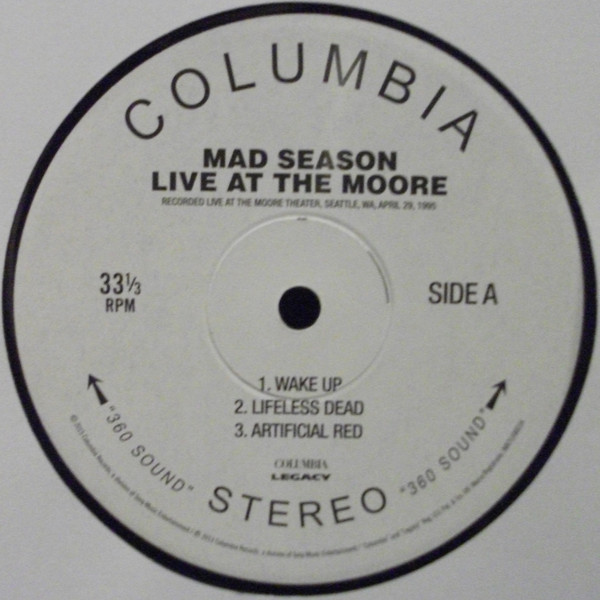 COLUMBIA
MAD SEASON
LIVE AT THE MOORE
RECORDED LIVE AT THE MOORE THEATER, SEATTLE, WA, APRIL 29, 1995
33⅓
RPM
SIDE A
1. WAKE UP
2. LIFELESS DEAD
3. ARTIFICIAL RED
COLUMBIA
LEGACY
"360 SOUND" STEREO "360 SOUND"